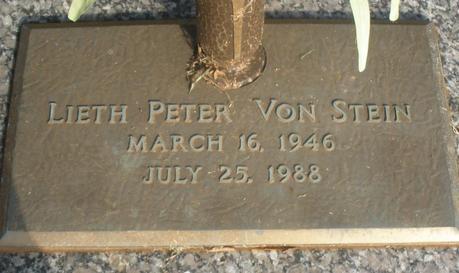 Lieth Peter Von Stein
March 16, 1946
July 25, 1988